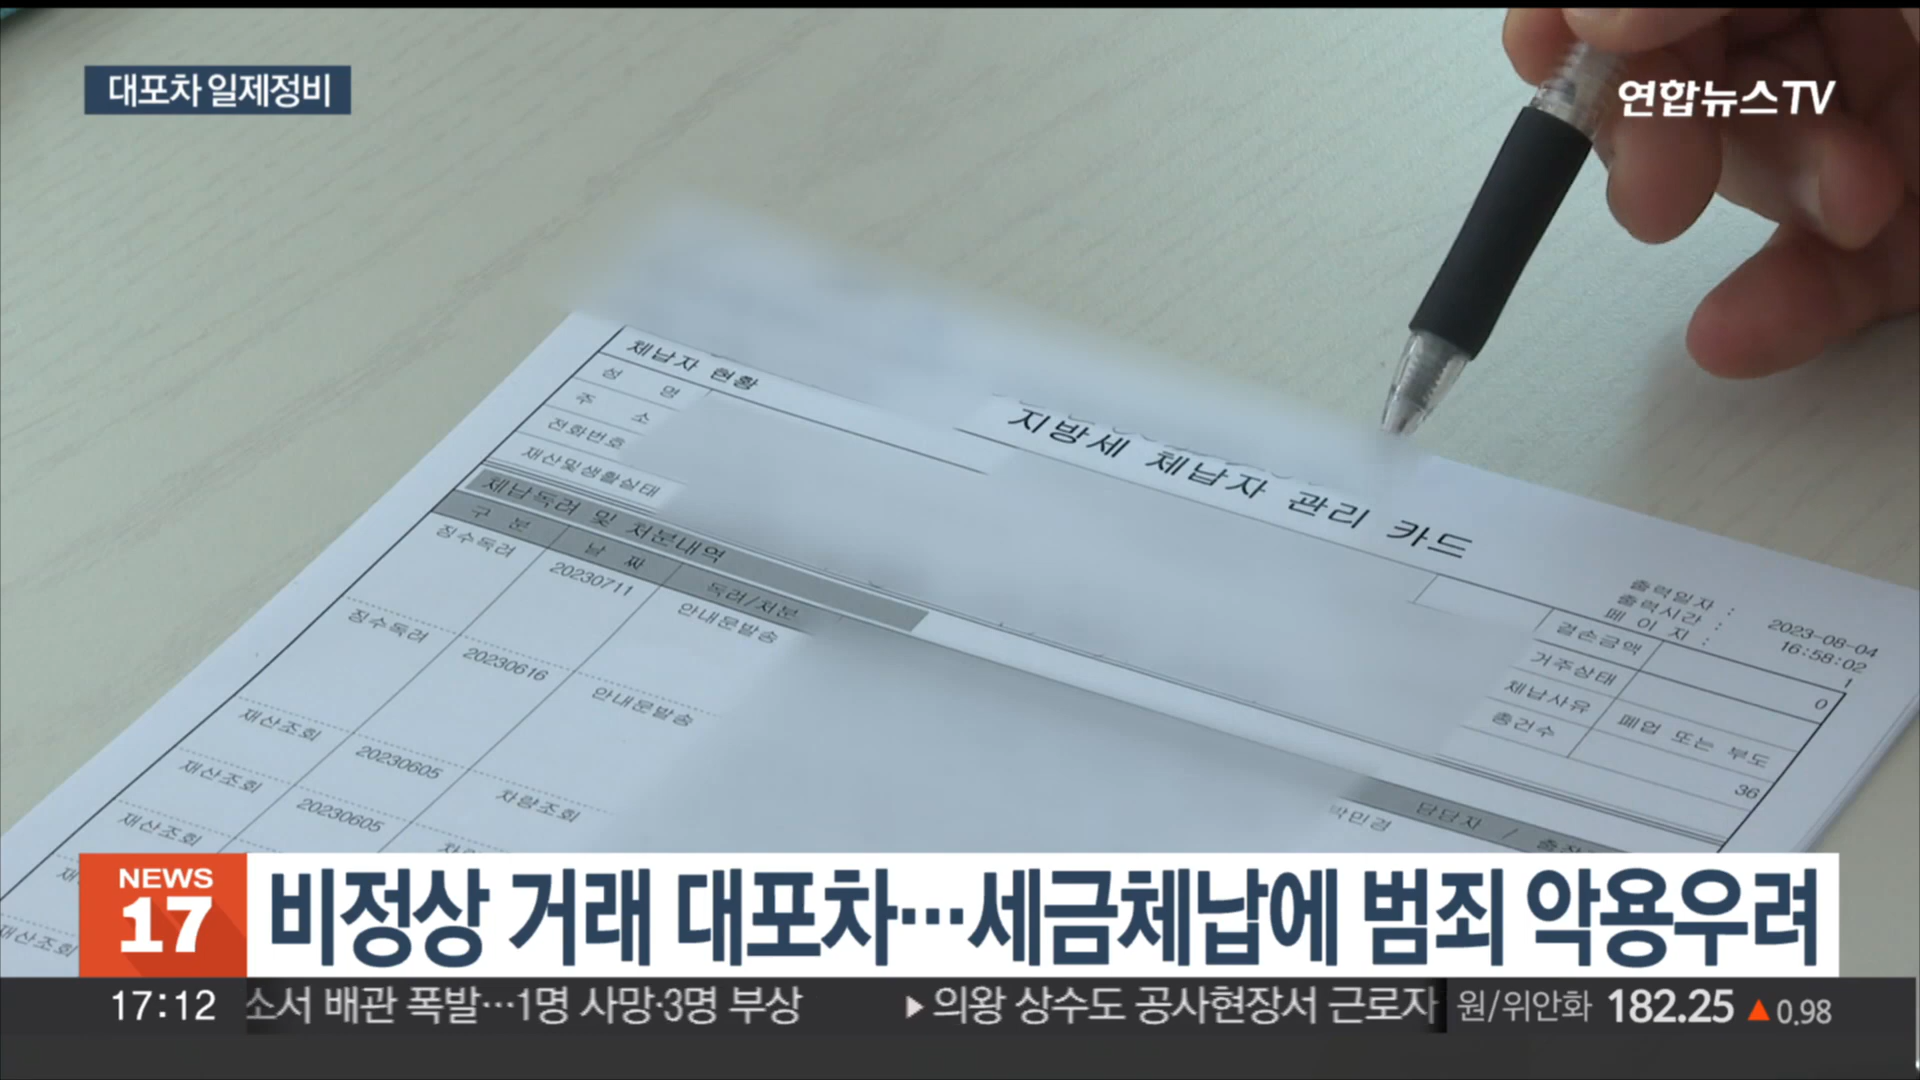 대포차 일제정비
연합뉴스TV
지방세 체납자 관리 카드
출력일자 : 2023-08-04
출력시간 : 16:58:02
페 이 지 : 1
체납자 현황
성 명
주 소
전화번호
재산및생활실태
결손금액 0
거주상태
체납사유 폐업 또는 부도
총건수 36
체납독려 및 처분내역
구 분 날 짜 독려/처분 담당자 /
징수독려 20230711 안내문발송 박민경
징수독려 20230616 안내문발송
재산조회 20230605 차량조회
재산조회 20230605
재산조회
재산조회
NEWS 17
비정상 거래 대포차…세금체납에 범죄 악용우려
17:12 소서 배관 폭발…1명 사망·3명 부상 ▶의왕 상수도 공사현장서 근로자 원/위안화 182.25 ▲0.98